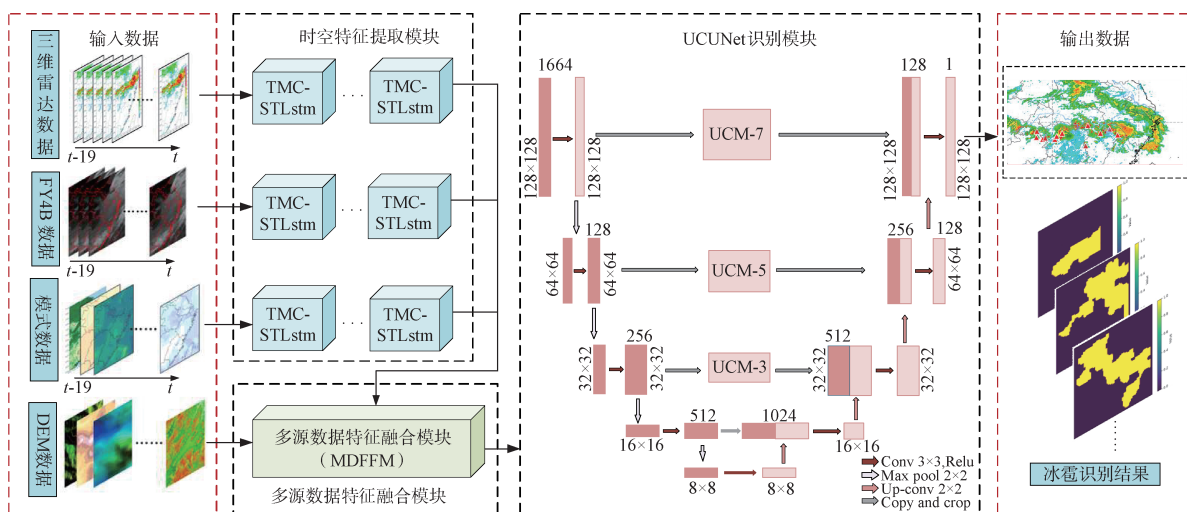 输入数据
三维雷达数据
t-19
t
FY4B 数据
t-19
t
模式数据
t-19
t
DEM数据
时空特征提取模块
TMC-
STLstm
···
TMC-
STLstm
TMC-
STLstm
···
TMC-
STLstm
TMC-
STLstm
···
TMC-
STLstm
多源数据特征融合模块
（MDFFM）
多源数据特征融合模块
UCUNet识别模块
1664
128×128
128×128
UCM-7
128
1
128×128
128×128
128
64×64
64×64
UCM-5
256
128
64×64
256
32×32
32×32
UCM-3
512
32×32
32×32
16×16
512
1024
16×16
8×8
8×8
Conv 3×3,Relu
Max pool 2×2
Up-conv 2×2
Copy and crop
输出数据
冰雹识别结果